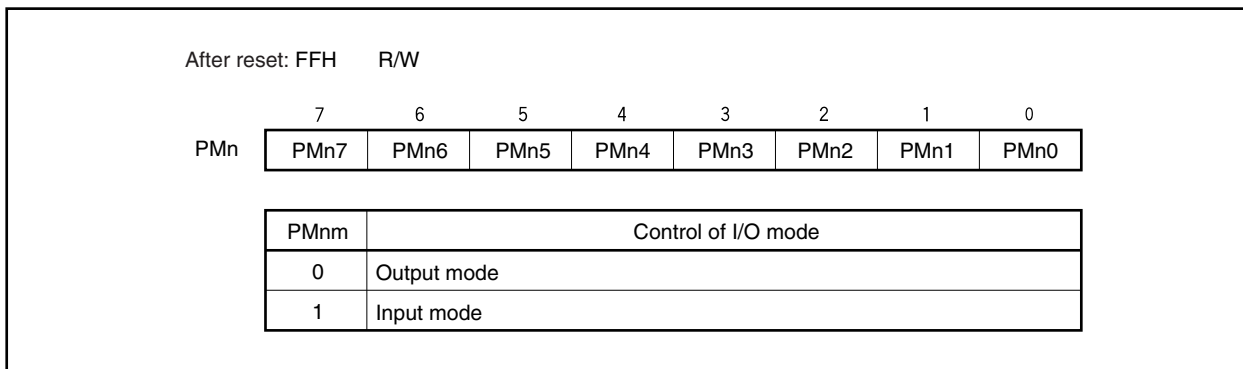 After reset: FFH R/W
7 6 5 4 3 2 1 0
PMn PMn7 PMn6 PMn5 PMn4 PMn3 PMn2 PMn1 PMn0
PMnm Control of I/O mode
0 Output mode
1 Input mode